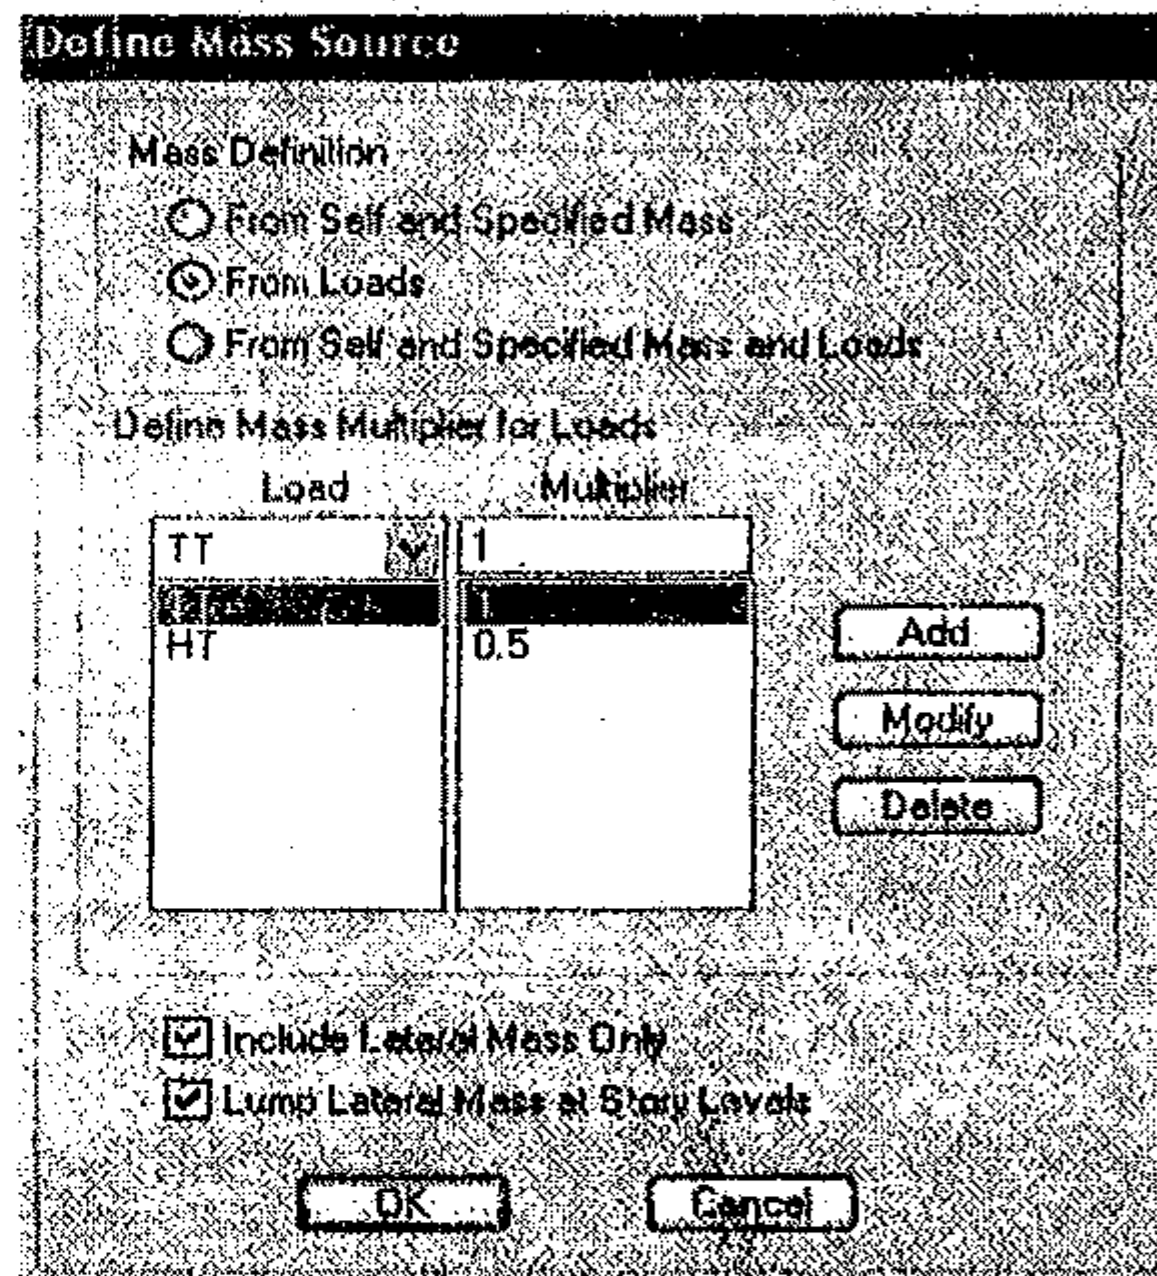 Define Mass Source
Mass Definition
From Self and Specified Mass
From Loads
From Self and Specified Mass and Loads
Define Mass Multiplier for Loads
Load Multiplier
TT 1
1
HT 0.5
Add
Modify
Delete
Include Lateral Mass Only
Lump Lateral Mass at Story Levels
OK Cancel